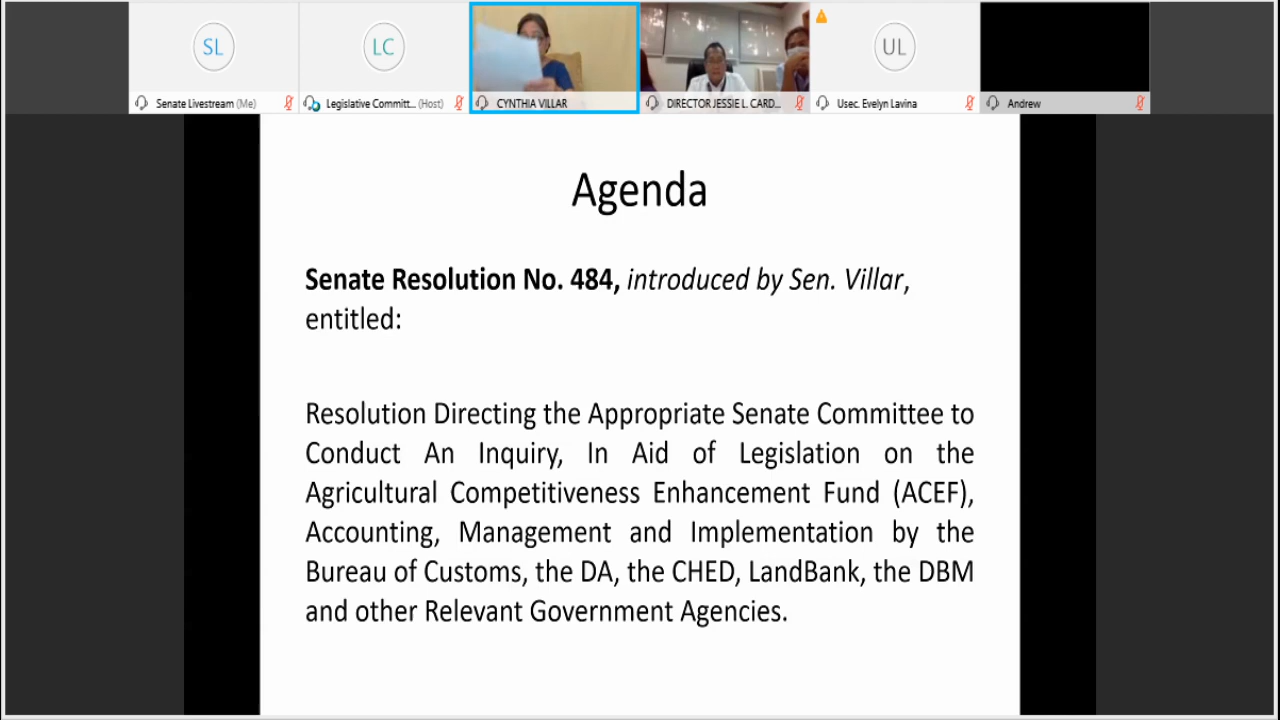 SL
LC
UL
Senate Livestream (Me)
Legislative Committ... (Host)
CYNTHIA VILLAR
DIRECTOR JESSIE L. CARD...
Usec. Evelyn Lavina
Andrew
Agenda
Senate Resolution No. 484, introduced by Sen. Villar,
entitled:
Resolution Directing the Appropriate Senate Committee to
Conduct An Inquiry, In Aid of Legislation on the
Agricultural Competitiveness Enhancement Fund (ACEF),
Accounting, Management and Implementation by the
Bureau of Customs, the DA, the CHED, LandBank, the DBM
and other Relevant Government Agencies.